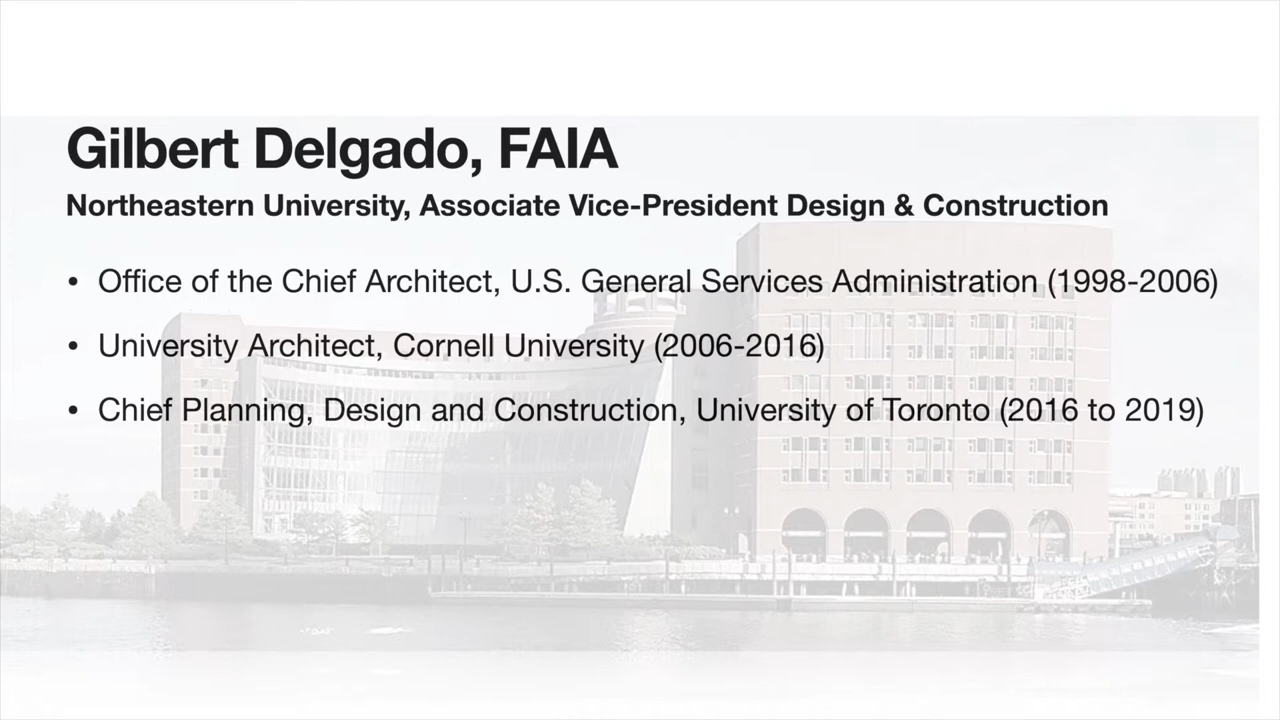 Gilbert Delgado, FAIA
Northeastern University, Associate Vice-President Design & Construction
• Office of the Chief Architect, U.S. General Services Administration (1998-2006)
• University Architect, Cornell University (2006-2016)
• Chief Planning, Design and Construction, University of Toronto (2016 to 2019)